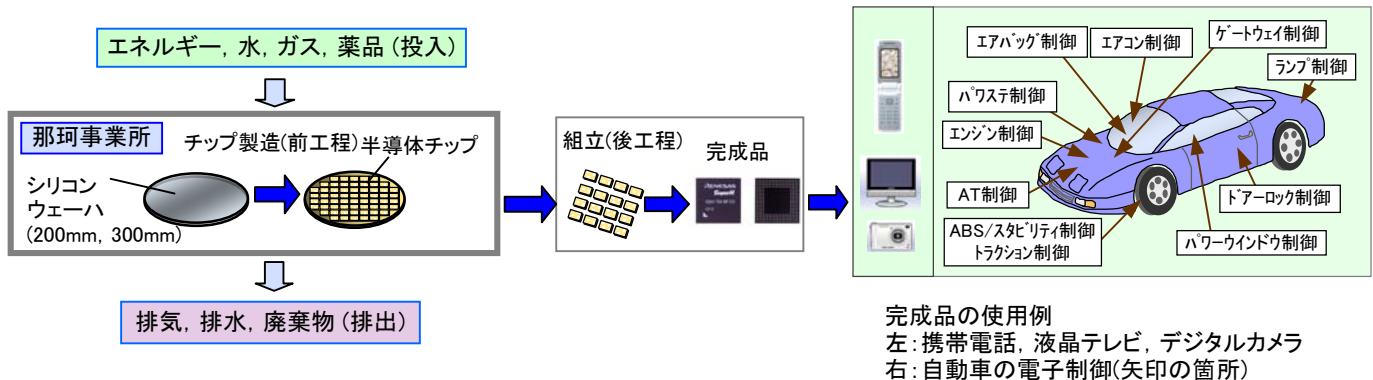 エネルギー, 水, ガス, 薬品 (投入)
那珂事業所
チップ製造(前工程)
半導体チップ
シリコン
ウェーハ
(200mm, 300mm)
排気, 排水, 廃棄物 (排出)
組立(後工程)
完成品
RENESAS
SuperH
エアバッグ制御
エアコン制御
ゲートウェイ制御
ランプ制御
パワステ制御
エンジン制御
AT制御
ドアーロック制御
ABS/スタビリティ制御
トラクション制御
パワーウインドウ制御
完成品の使用例
左:携帯電話, 液晶テレビ, デジタルカメラ
右:自動車の電子制御(矢印の箇所)